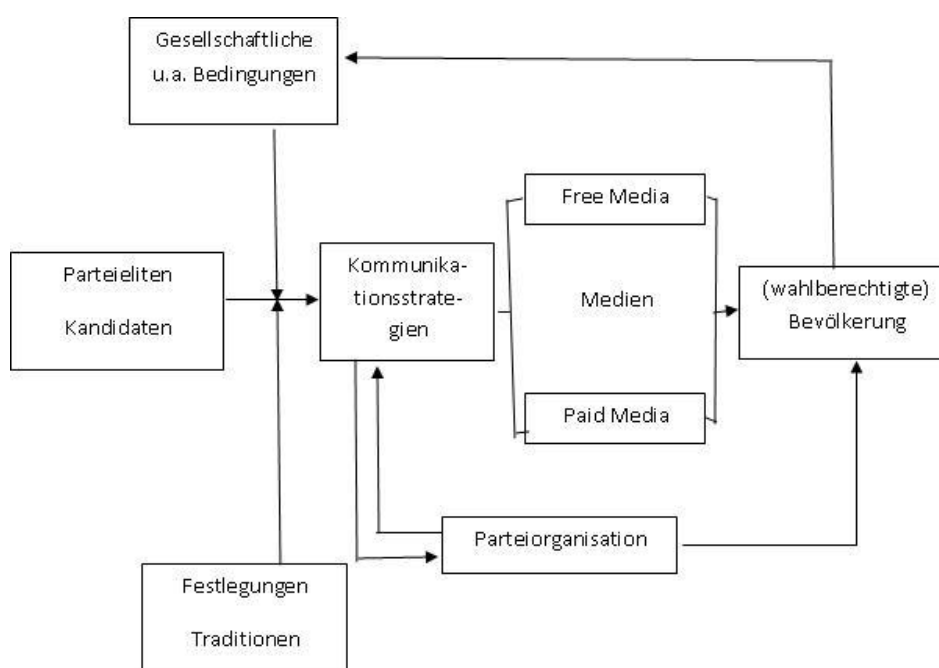 Gesellschaftliche
u.a. Bedingungen
Parteieliten
Kandidaten
Kommunika-
tionsstrate-
gien
Free Media
Medien
Paid Media
(wahlberechtigte)
Bevölkerung
Parteiorganisation
Festlegungen
Traditionen